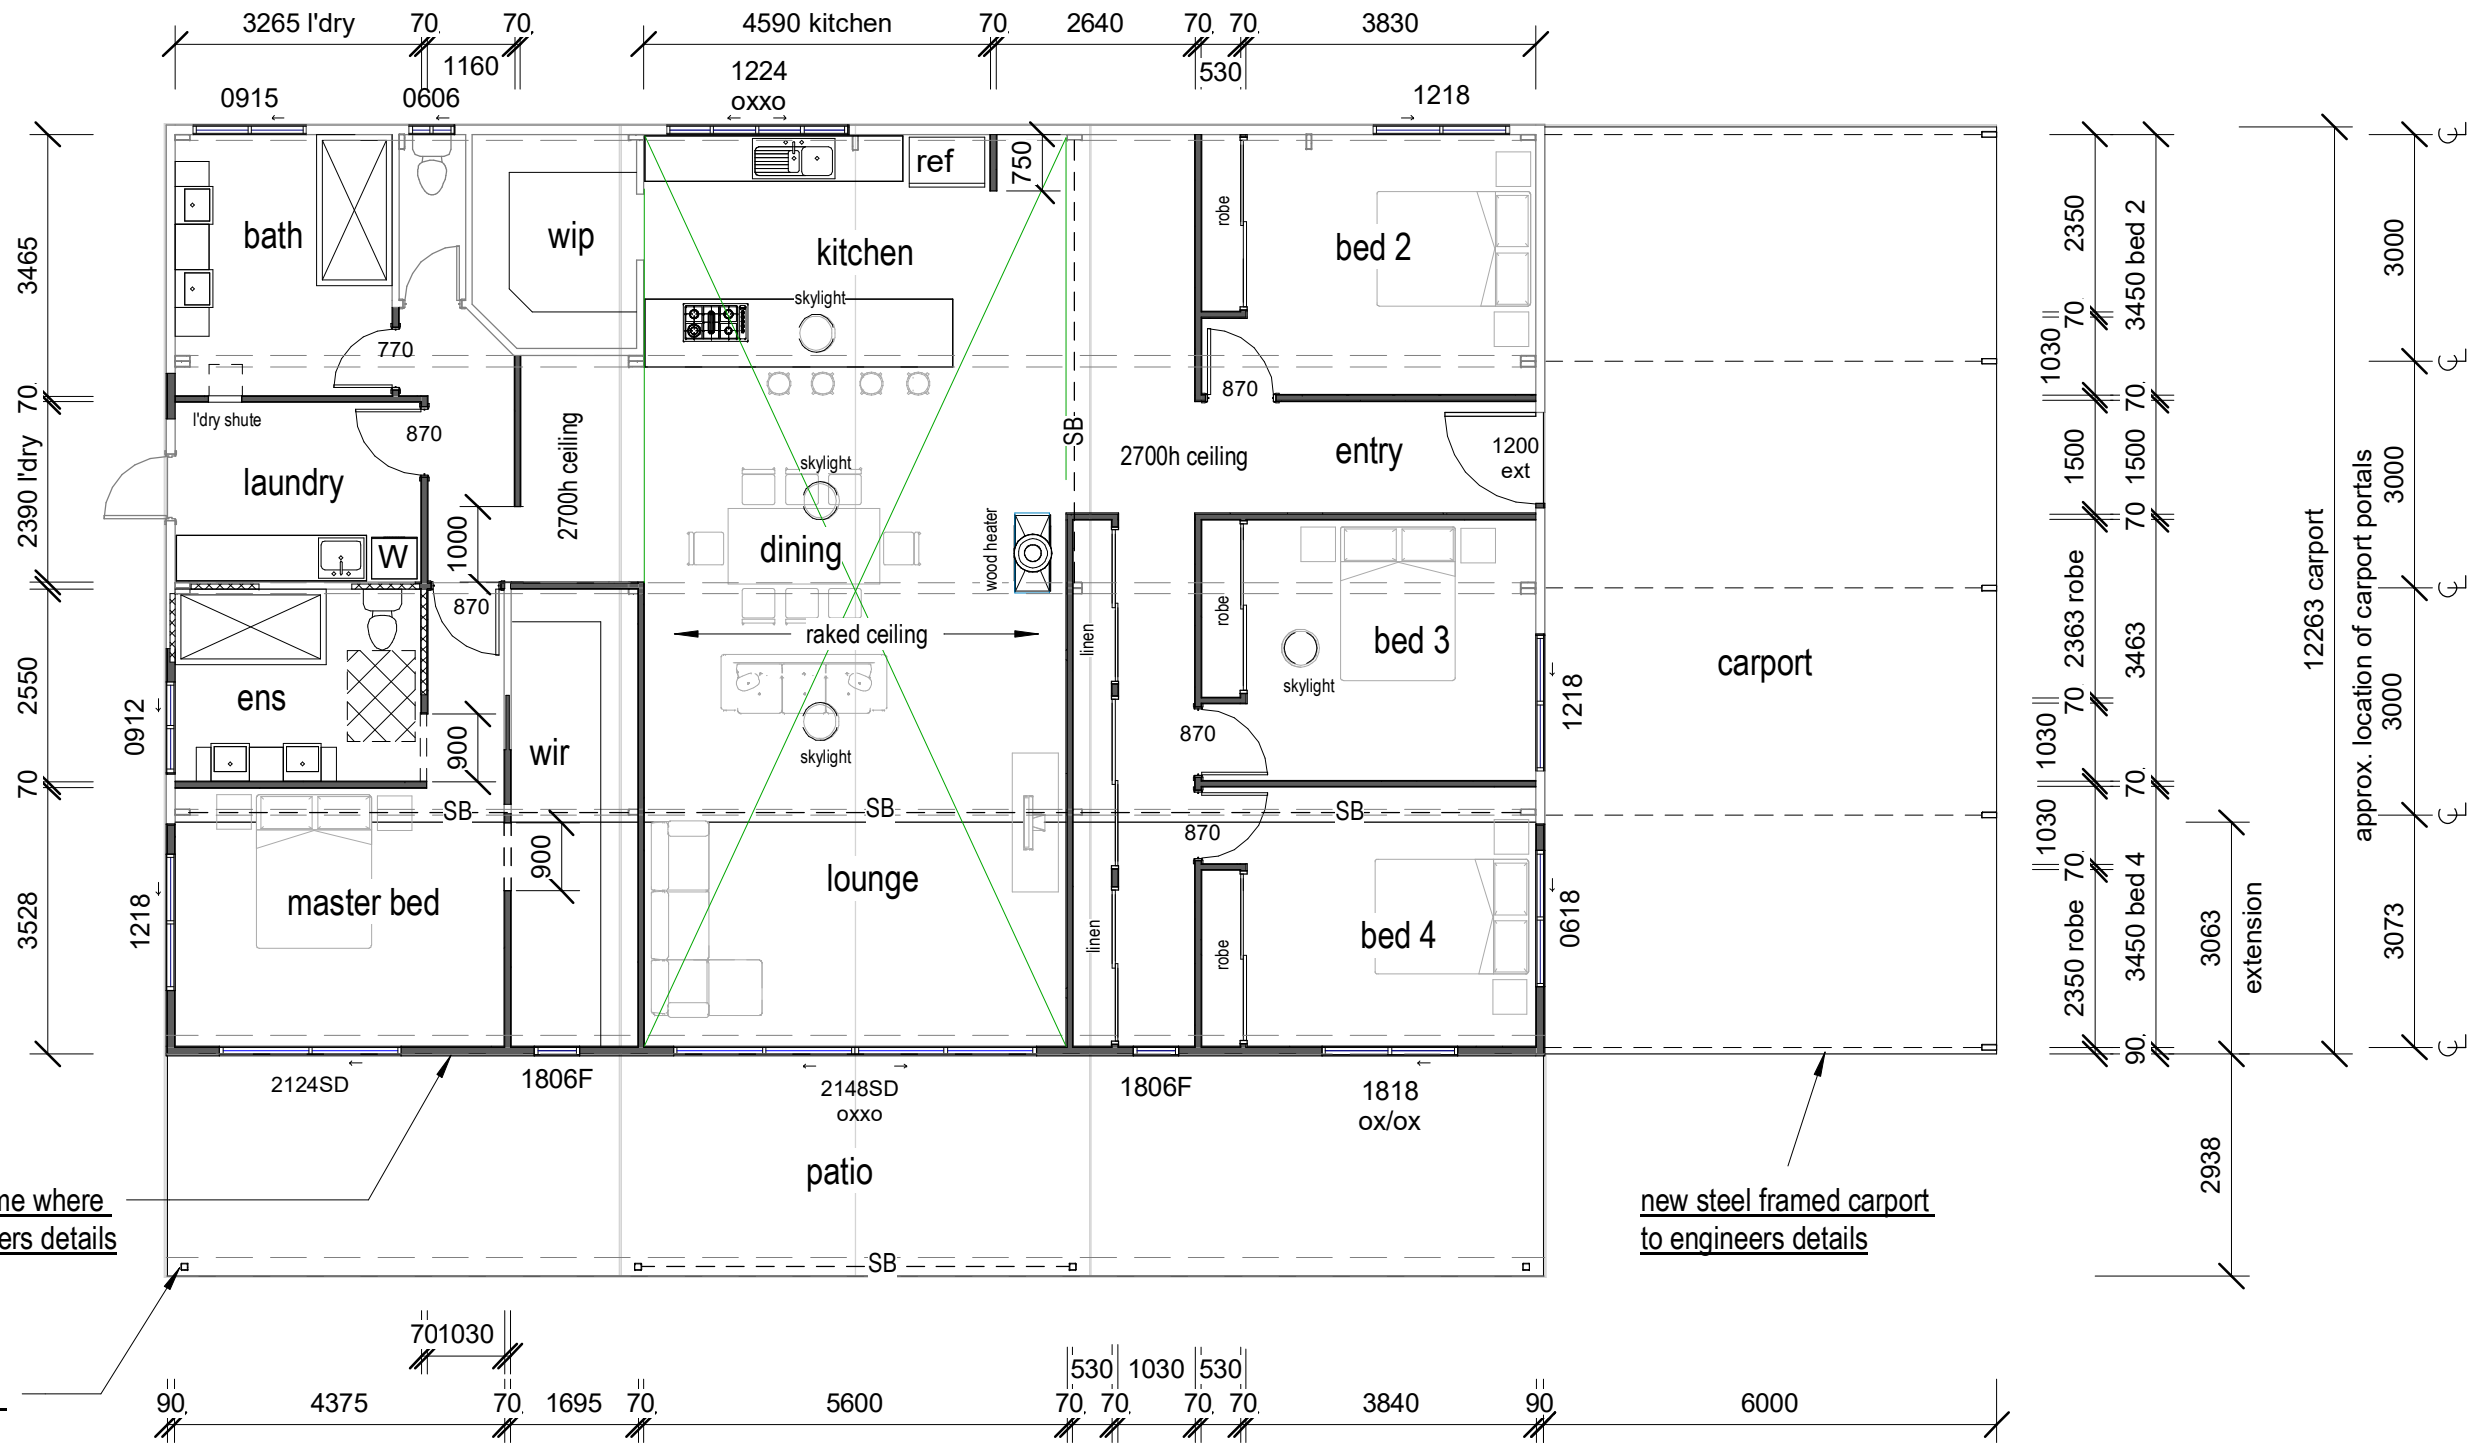 3265 l'dry 70 70 4590 kitchen 70 2640 70 70 3830
1160 530
0915 0606 1224 1218
oxxo
ref
750
bath wip kitchen robe bed 2
skylight
770 870
l'dry shute
870
2700h ceiling
SB
2700h ceiling
entry
1200
ext
laundry
skylight
W
1000
dining
wood heater
870
raked ceiling
linen
robe
bed 3
skylight
carport
ens
900
wir
skylight
870
0912
1218
SB SB SB
900
870
master bed
lounge
linen
robe
bed 4
1218
0618
2124SD 1806F 2148SD 1806F 1818
oxxo ox/ox
patio
SB
me where
ers details
new steel framed carport
to engineers details
3465
70
2390 l'dry
2550
70
3528
2350
70
1030
1500
2363 robe
70
1030
1030
70
2350 robe
3450 bed 2
70
1500
70
3463
70
3450 bed 4
90
12263 carport
3063
extension
2938
approx. location of carport portals
3000
3000
3000
3073
70 1030
530 1030 530
90 4375 70 1695 70 5600 70 70 70 70 3840 90 6000